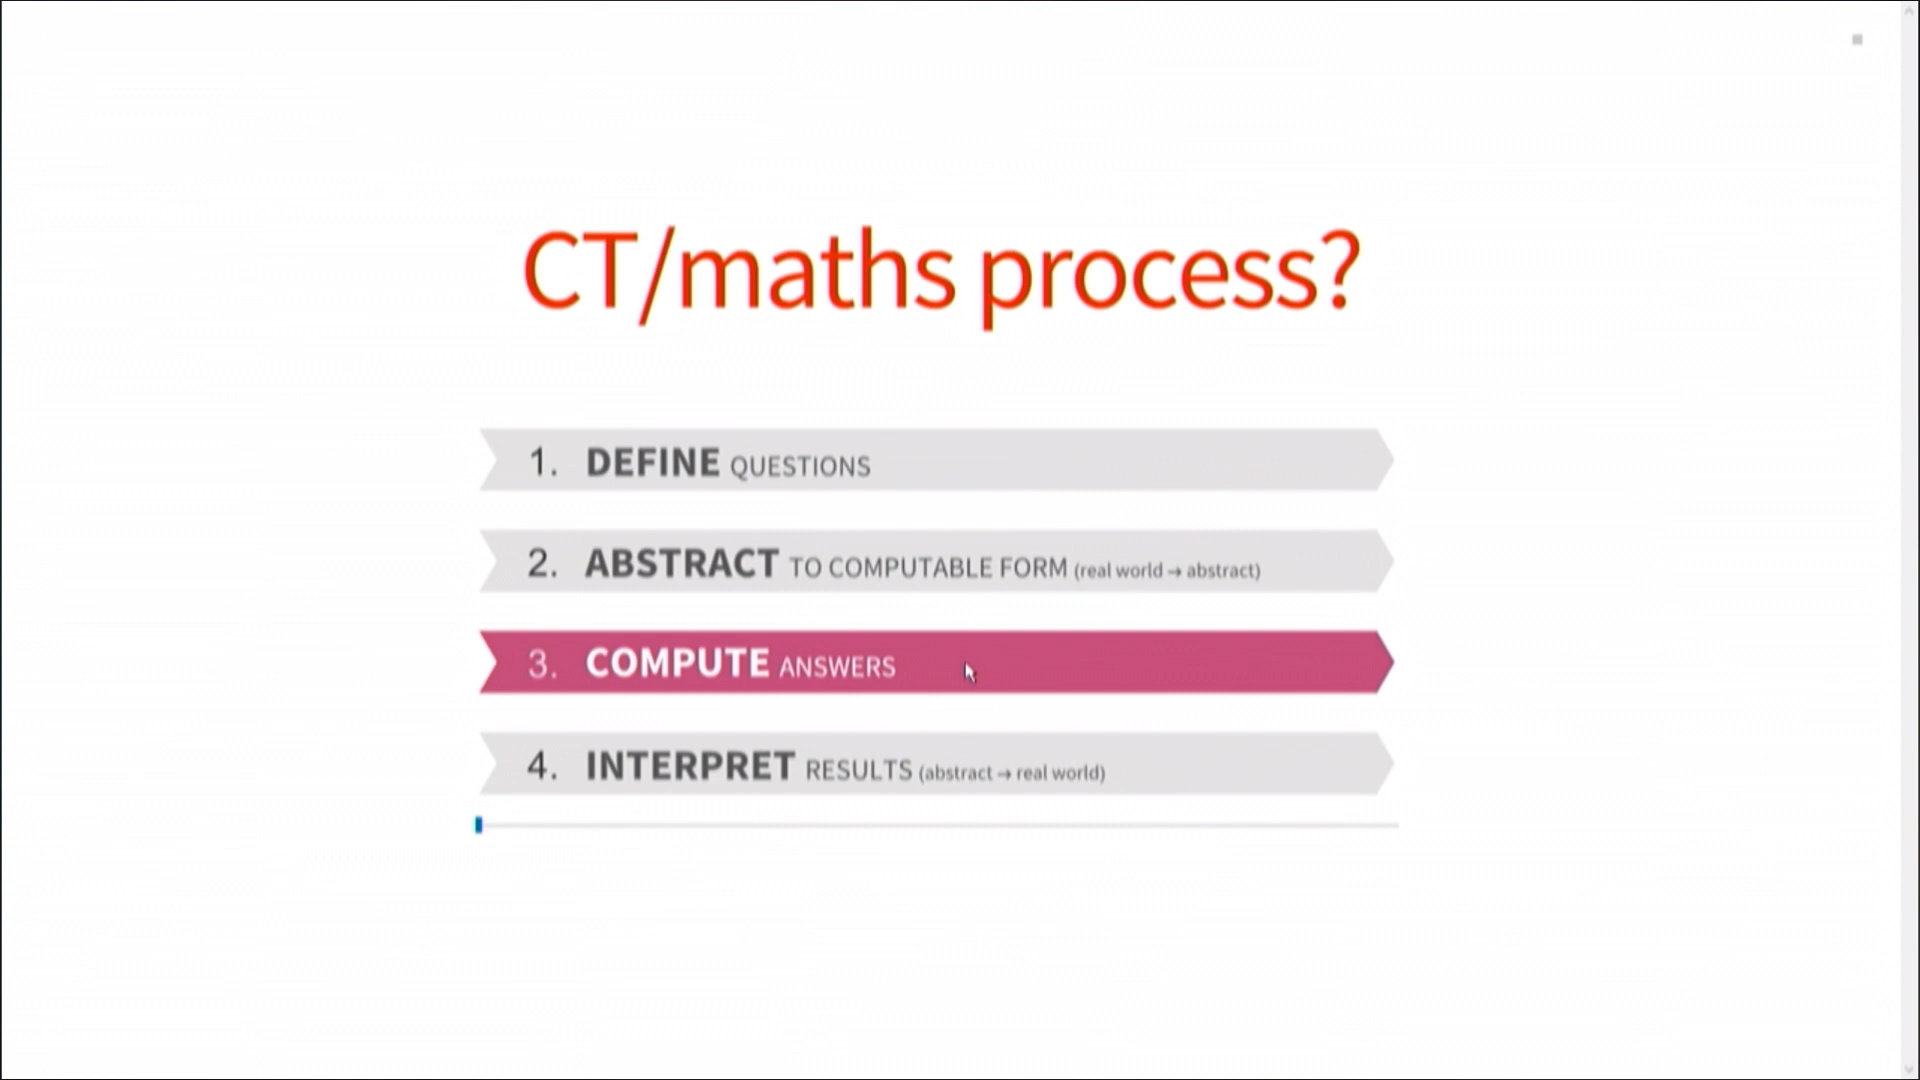 CT/maths process?
1. DEFINE QUESTIONS
2. ABSTRACT TO COMPUTABLE FORM (real world → abstract)
3. COMPUTE ANSWERS
4. INTERPRET RESULTS (abstract → real world)